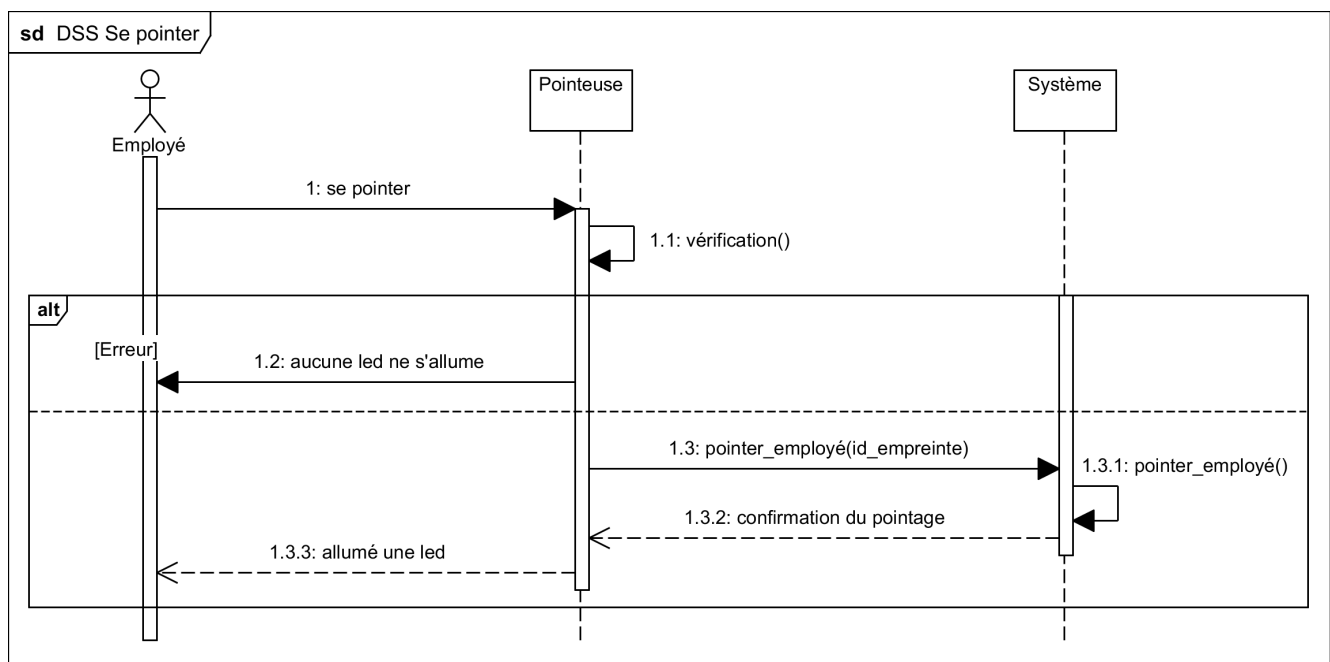 sd DSS Se pointer
Employé
Pointeuse
Système
1: se pointer
1.1: vérification()
alt
[Erreur]
1.2: aucune led ne s'allume
1.3: pointer_employé(id_empreinte)
1.3.1: pointer_employé()
1.3.2: confirmation du pointage
1.3.3: allumé une led